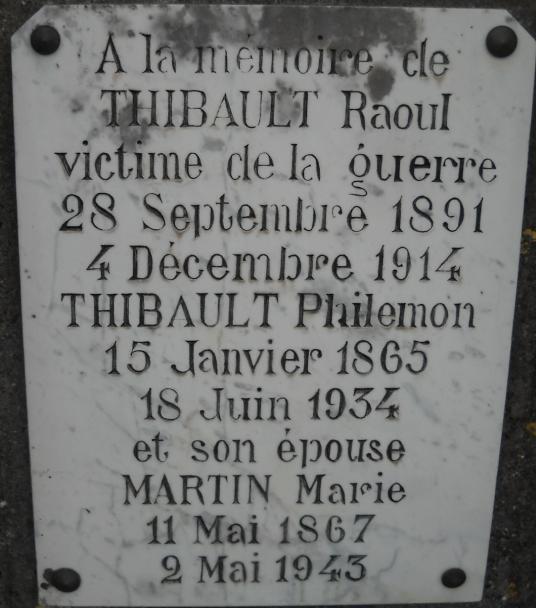 A la mémoire de
THIBAULT Raoul
victime de la guerre
28 Septembre 1891
4 Décembre 1914
THIBAULT Philemon
15 Janvier 1865
18 Juin 1934
et son épouse
MARTIN Marie
11 Mai 1867
2 Mai 1943